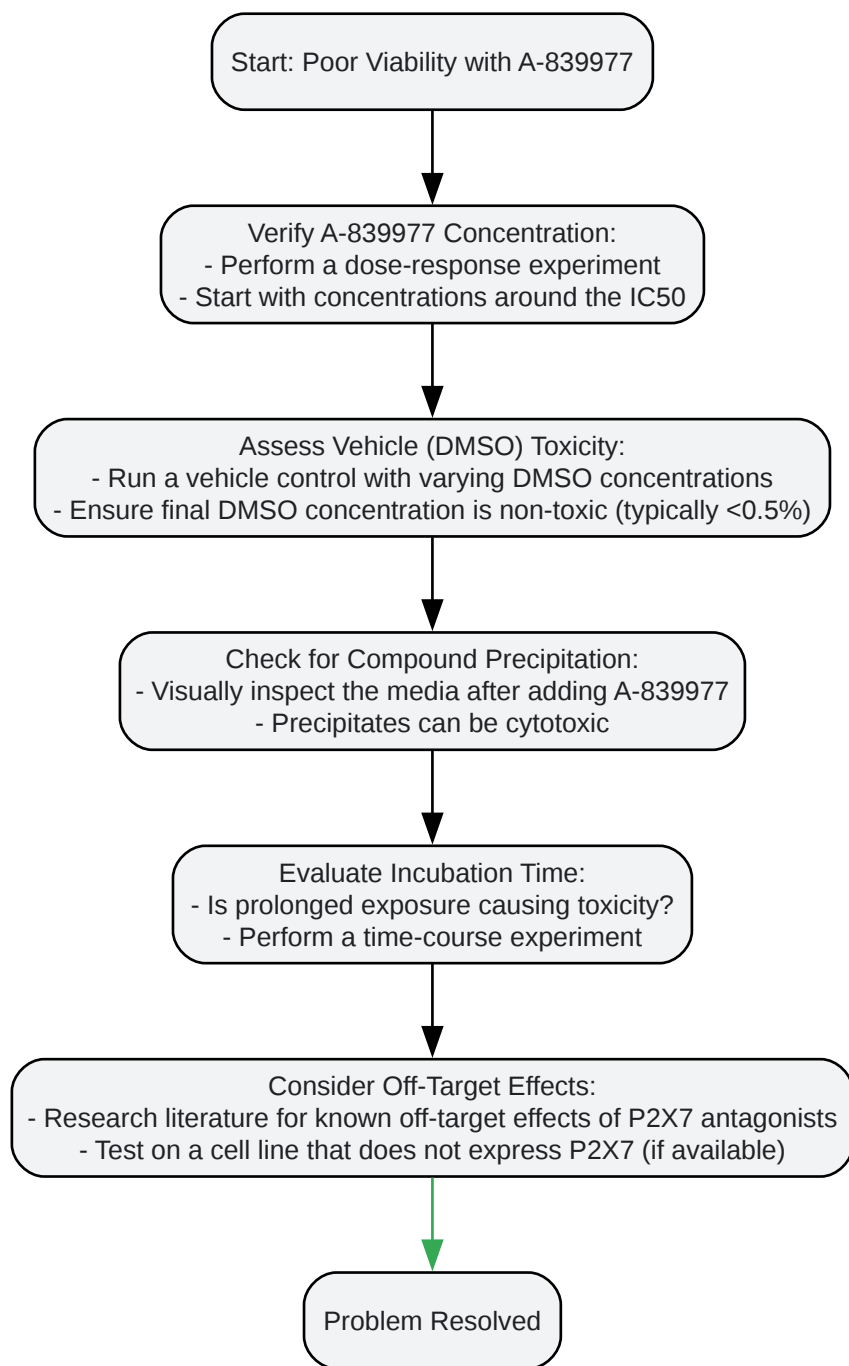 Start: Poor Viability with A-839977
Verify A-839977 Concentration:
- Perform a dose-response experiment
- Start with concentrations around the IC50
Assess Vehicle (DMSO) Toxicity:
- Run a vehicle control with varying DMSO concentrations
- Ensure final DMSO concentration is non-toxic (typically <0.5%)
Check for Compound Precipitation:
- Visually inspect the media after adding A-839977
- Precipitates can be cytotoxic
Evaluate Incubation Time:
- Is prolonged exposure causing toxicity?
- Perform a time-course experiment
Consider Off-Target Effects:
- Research literature for known off-target effects of P2X7 antagonists
- Test on a cell line that does not express P2X7 (if available)
Problem Resolved